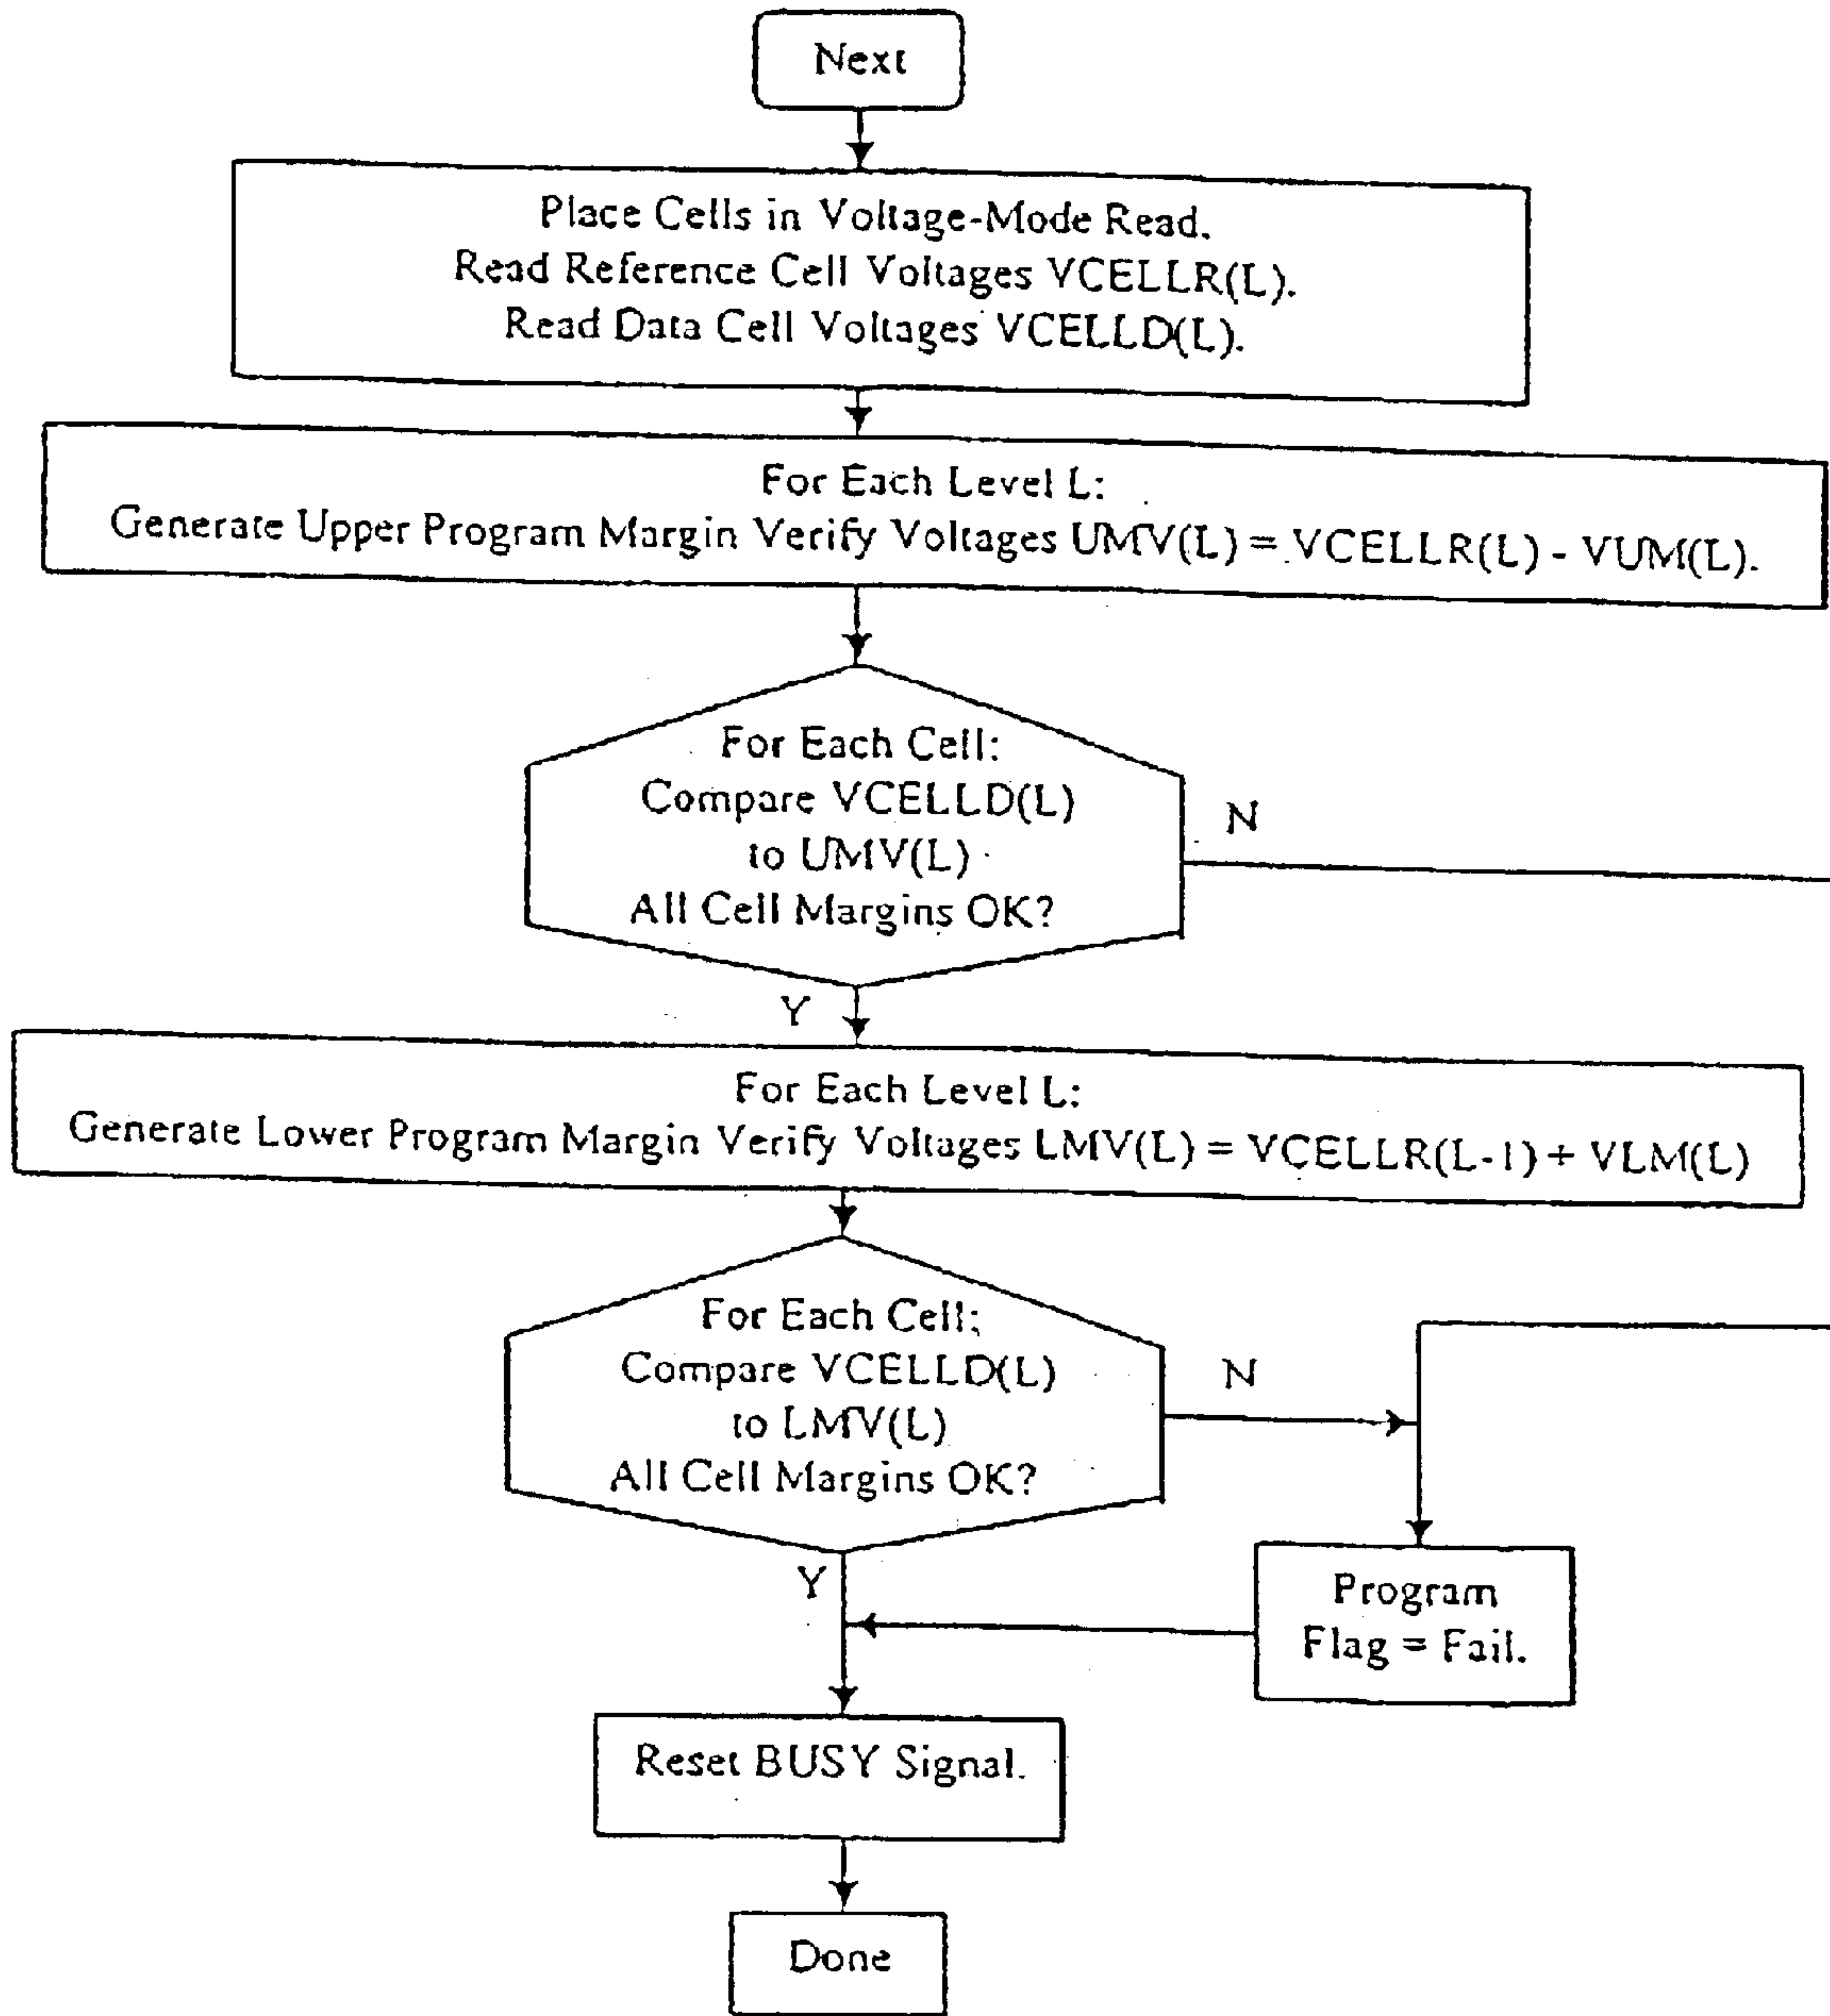 Next
Place Cells in Voltage-Mode Read.
Read Reference Cell Voltages VCELLR(L).
Read Data Cell Voltages VCELLD(L).
For Each Level L:
Generate Upper Program Margin Verify Voltages UMV(L) = VCELLR(L) - VUM(L).
For Each Cell:
Compare VCELLD(L)
to UMV(L)
All Cell Margins OK?
N
Y
For Each Level L:
Generate Lower Program Margin Verify Voltages LMV(L) = VCELLR(L-1) + VLM(L)
For Each Cell:
Compare VCELLD(L)
to LMV(L)
All Cell Margins OK?
N
Y
Program
Flag = Fail.
Reset BUSY Signal.
Done